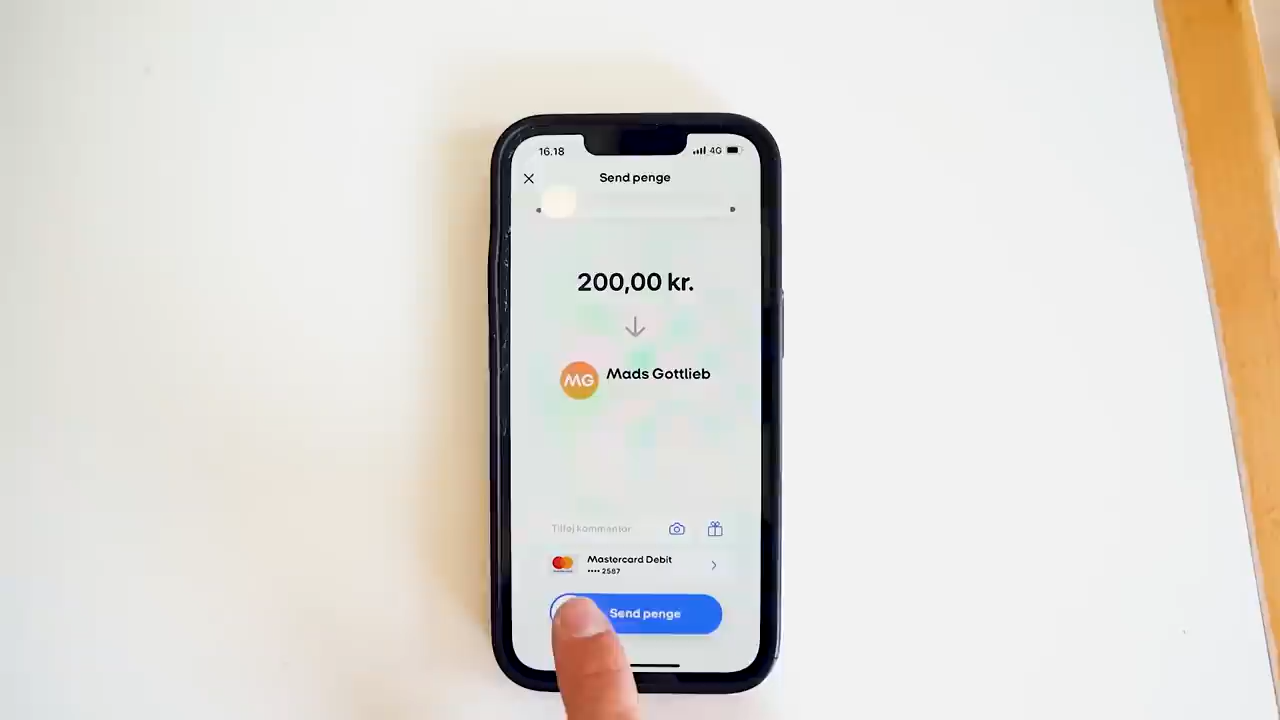 16.18
4G
Send penge
200,00 kr.
MG Mads Gottlieb
Tilføj kommentar
Mastercard Debit
•••• 2587
Send penge